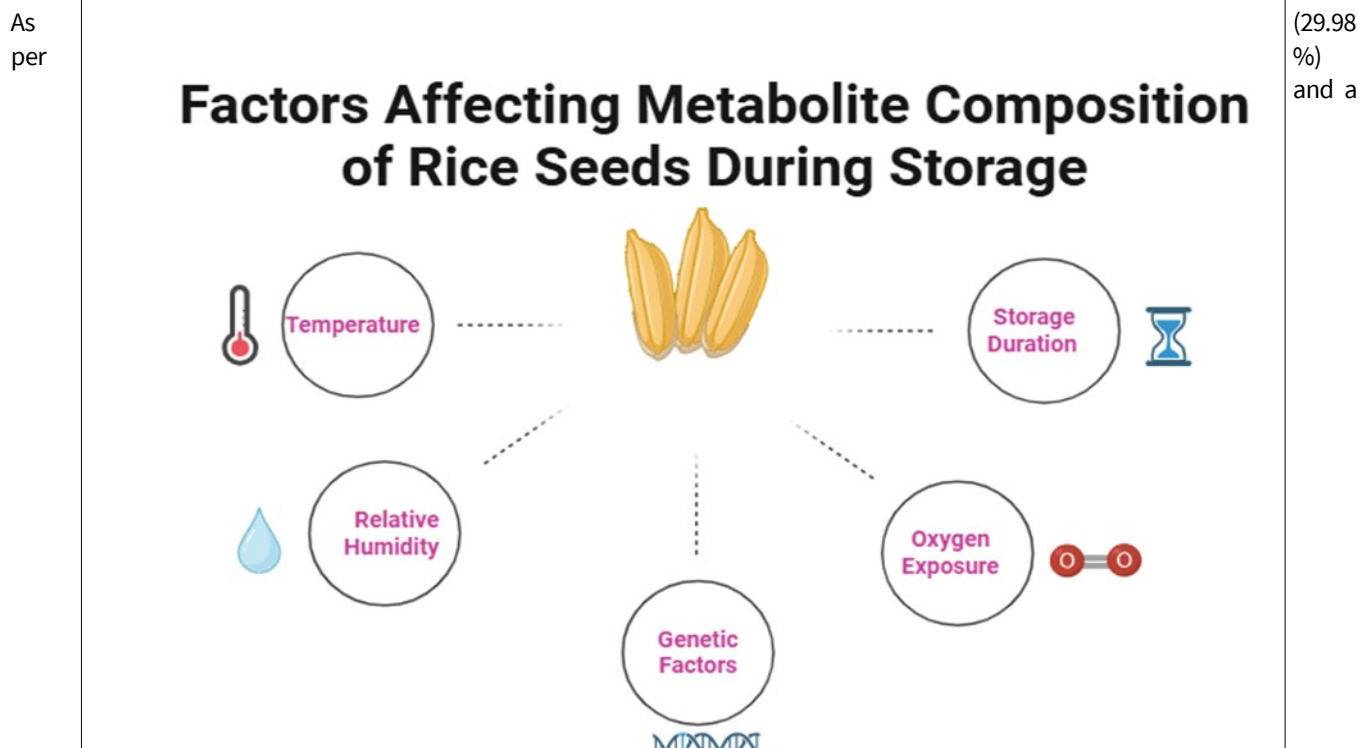 As
per
(29.98
%)
and a
Factors Affecting Metabolite Composition
of Rice Seeds During Storage
Temperature
Storage
Duration
Relative
Humidity
Oxygen
Exposure
O
O
Genetic
Factors